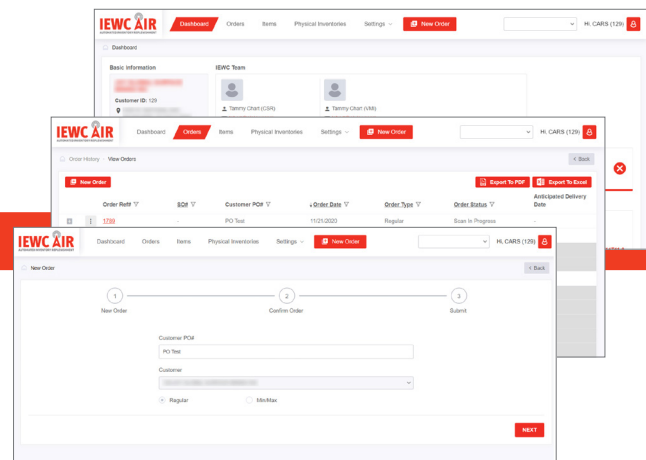 IEWC AIR
Dashboard Orders Items Physical Inventories Settings New Order Hi, CARS (129)
Dashboard
Basic Information IEWC Team
Customer ID: 129
Tammy Chart (CSR) Tammy Chart (VMI)
IEWC AIR
Dashboard Orders Items Physical Inventories Settings New Order Hi, CARS (129)
Order History - View Orders < Back
New Order Export To PDF Export To Excel
Order Ref# SO# Customer PO# Order Date Order Type Order Status Anticipated Delivery Date
1799 - PO Test 11/21/2020 Regular Scan In Progress -
IEWC AIR
Dashboard Orders Items Physical Inventories Settings New Order Hi, CARS (129)
New Order < Back
1 2 3
New Order Confirm Order Submit
Customer PO#
PO Test
Customer
Regular Min/Max
NEXT